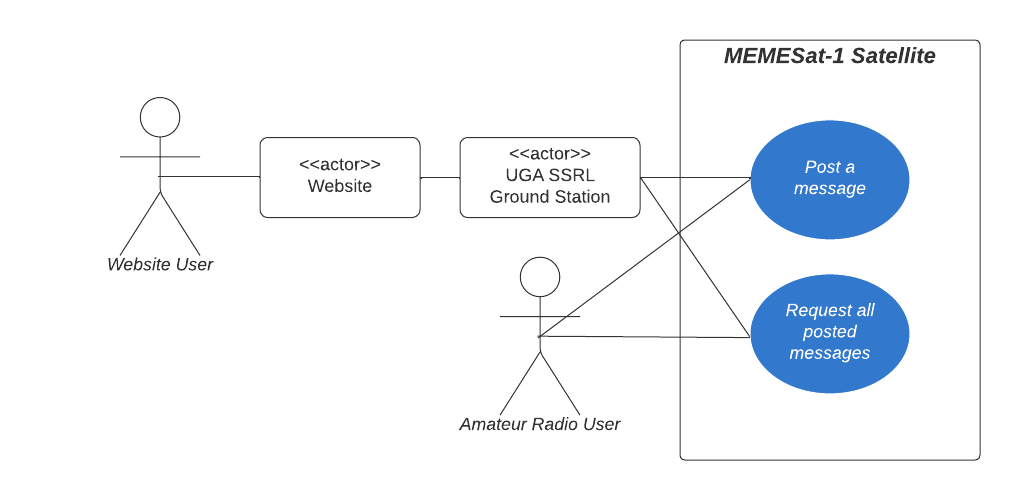 MEMESat-1 Satellite
<<actor>>
Website
<<actor>>
UGA SSRL
Ground Station
Post a
message
Website User
Request all
posted
messages
Amateur Radio User